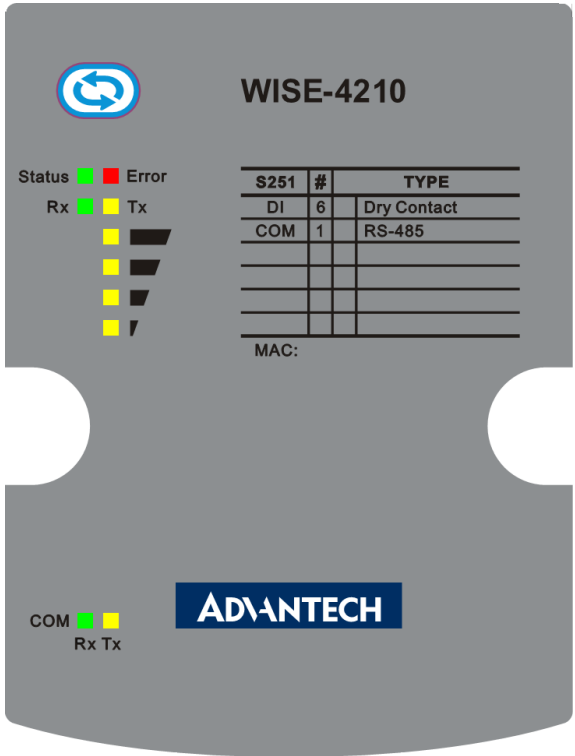 WISE-4210
Status Error
Rx Tx
S251 # TYPE
DI 6 Dry Contact
COM 1 RS-485
MAC:
ADVANTECH
COM
Rx Tx